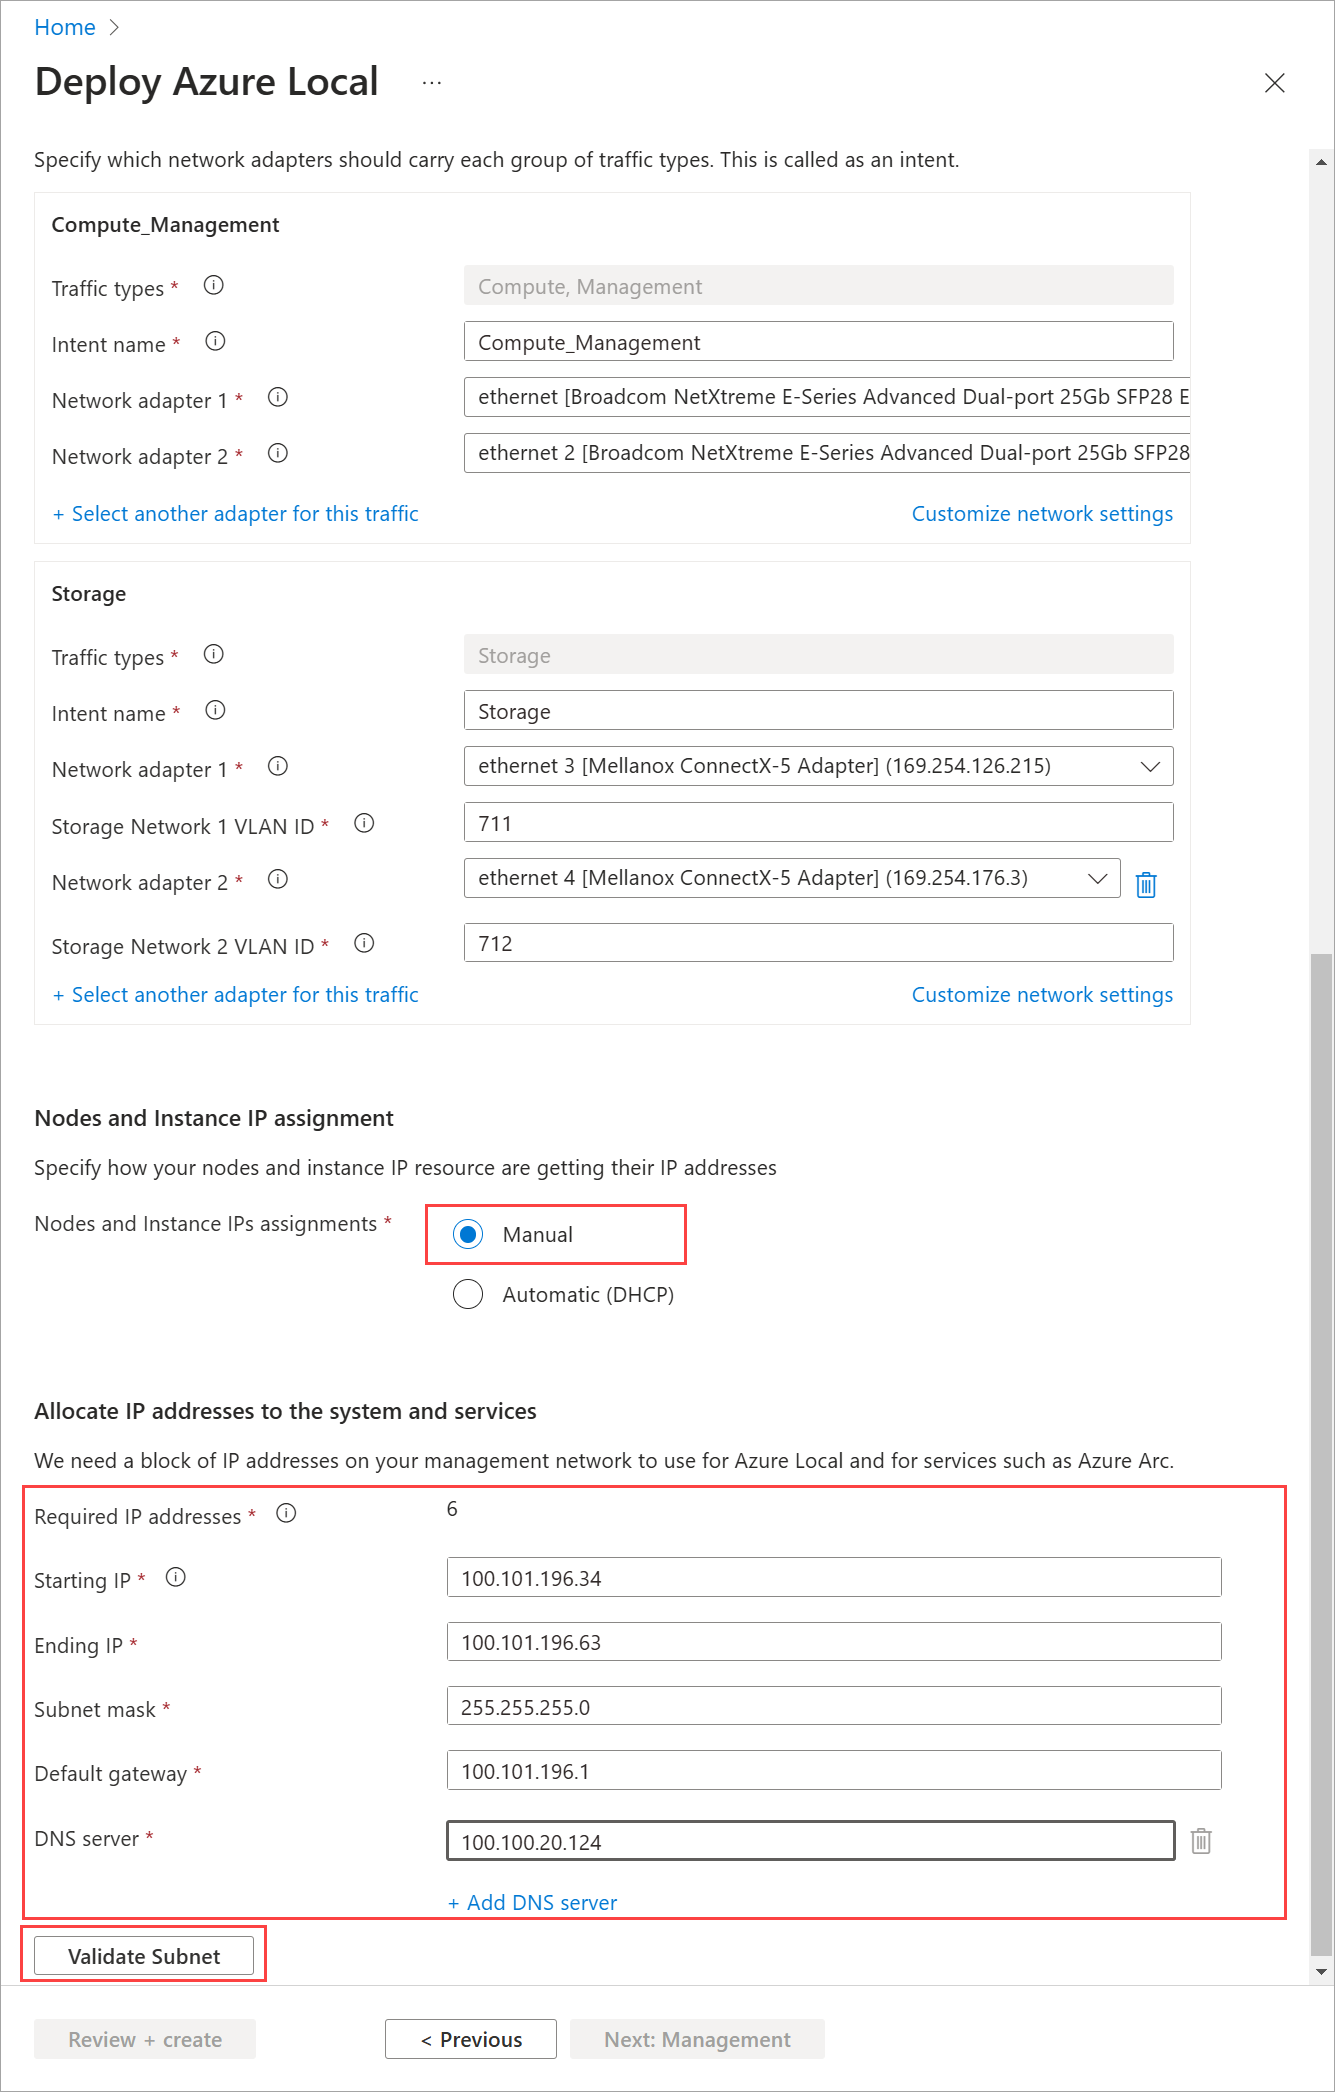 Home
Deploy Azure Local ...
Specify which network adapters should carry each group of traffic types. This is called as an intent.
Compute_Management
Traffic types * Compute, Management
Intent name * Compute_Management
Network adapter 1 * ethernet [Broadcom NetXtreme E-Series Advanced Dual-port 25Gb SFP28 E
Network adapter 2 * ethernet 2 [Broadcom NetXtreme E-Series Advanced Dual-port 25Gb SFP28
+ Select another adapter for this traffic Customize network settings
Storage
Traffic types * Storage
Intent name * Storage
Network adapter 1 * ethernet 3 [Mellanox ConnectX-5 Adapter] (169.254.126.215)
Storage Network 1 VLAN ID * 711
Network adapter 2 * ethernet 4 [Mellanox ConnectX-5 Adapter] (169.254.176.3)
Storage Network 2 VLAN ID * 712
+ Select another adapter for this traffic Customize network settings
Nodes and Instance IP assignment
Specify how your nodes and instance IP resource are getting their IP addresses
Nodes and Instance IPs assignments * Manual
Automatic (DHCP)
Allocate IP addresses to the system and services
We need a block of IP addresses on your management network to use for Azure Local and for services such as Azure Arc.
Required IP addresses * 6
Starting IP * 100.101.196.34
Ending IP * 100.101.196.63
Subnet mask * 255.255.255.0
Default gateway * 100.101.196.1
DNS server * 100.100.20.124
+ Add DNS server
Validate Subnet
Review + create < Previous Next: Management